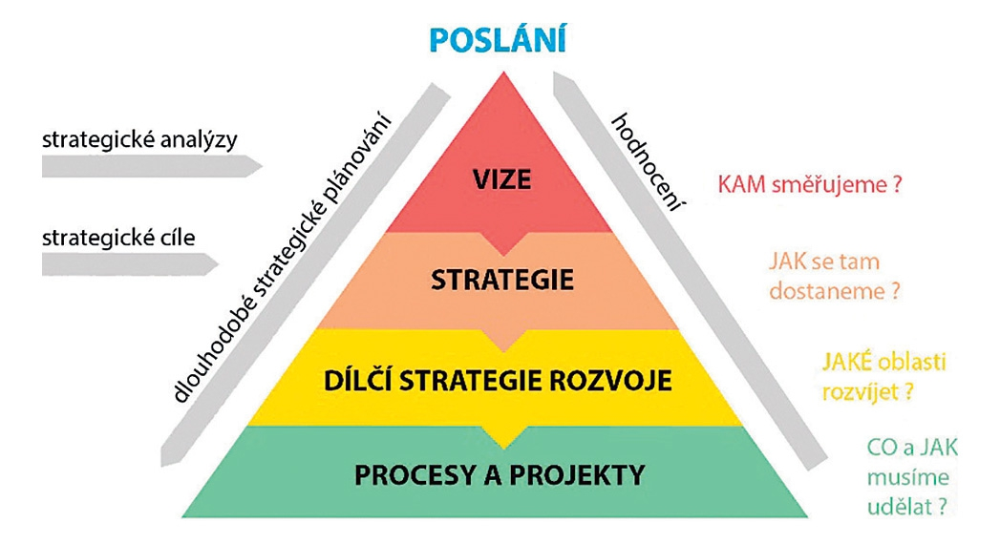 POSLÁNÍ
strategické analýzy
strategické cíle
dlouhodobé strategické plánování
hodnocení
VIZE
KAM směřujeme ?
STRATEGIE
JAK se tam
dostaneme ?
DÍLČÍ STRATEGIE ROZVOJE
JAKÉ oblasti
rozvíjet ?
PROCESY A PROJEKTY
CO a JAK
musíme
udělat ?